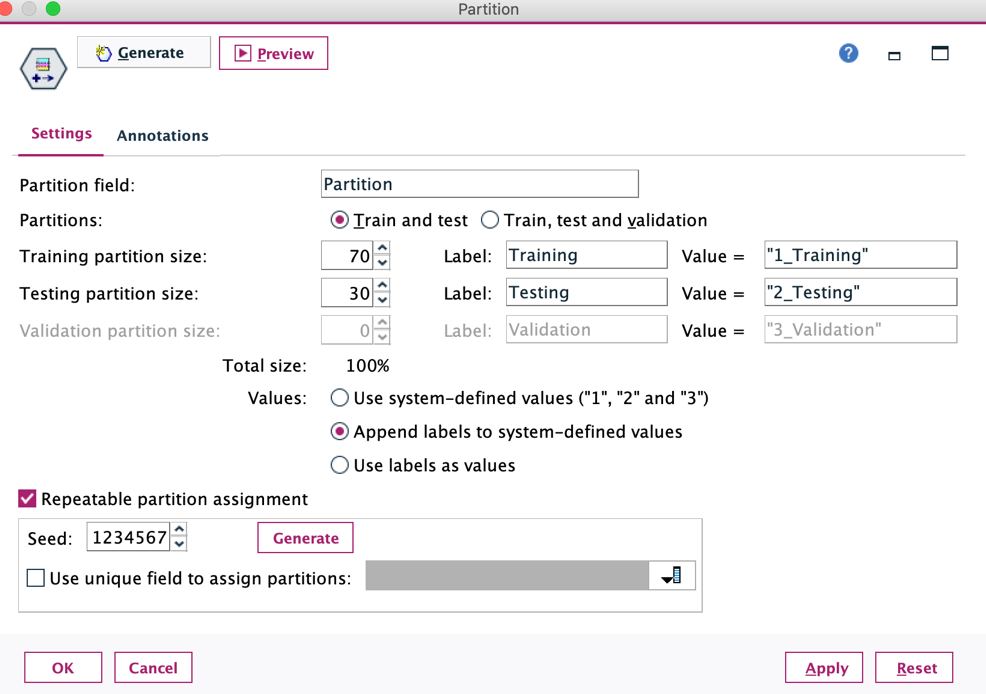 Partition
Generate Preview ?
Settings Annotations
Partition field: Partition
Partitions: Train and test Train, test and validation
Training partition size: 70 Label: Training Value = "1_Training"
Testing partition size: 30 Label: Testing Value = "2_Testing"
Validation partition size: 0 Label: Validation Value = "3_Validation"
Total size: 100%
Values: Use system-defined values ("1", "2" and "3")
Append labels to system-defined values
Use labels as values
Repeatable partition assignment
Seed: 1234567 Generate
Use unique field to assign partitions:
OK Cancel Apply Reset